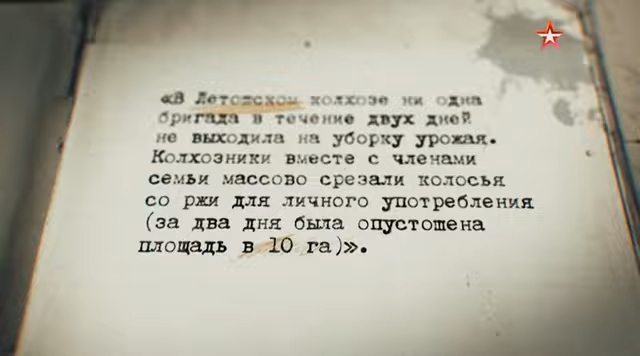 «В Летовском колхозе ни одна
бригада в течение двух дней
не выходила на уборку урожая.
Колхозники вместе с членами
семьи массово срезали колосья
со ржи для личного употребления
(за два дня была опустошена
площадь в 10 га)».